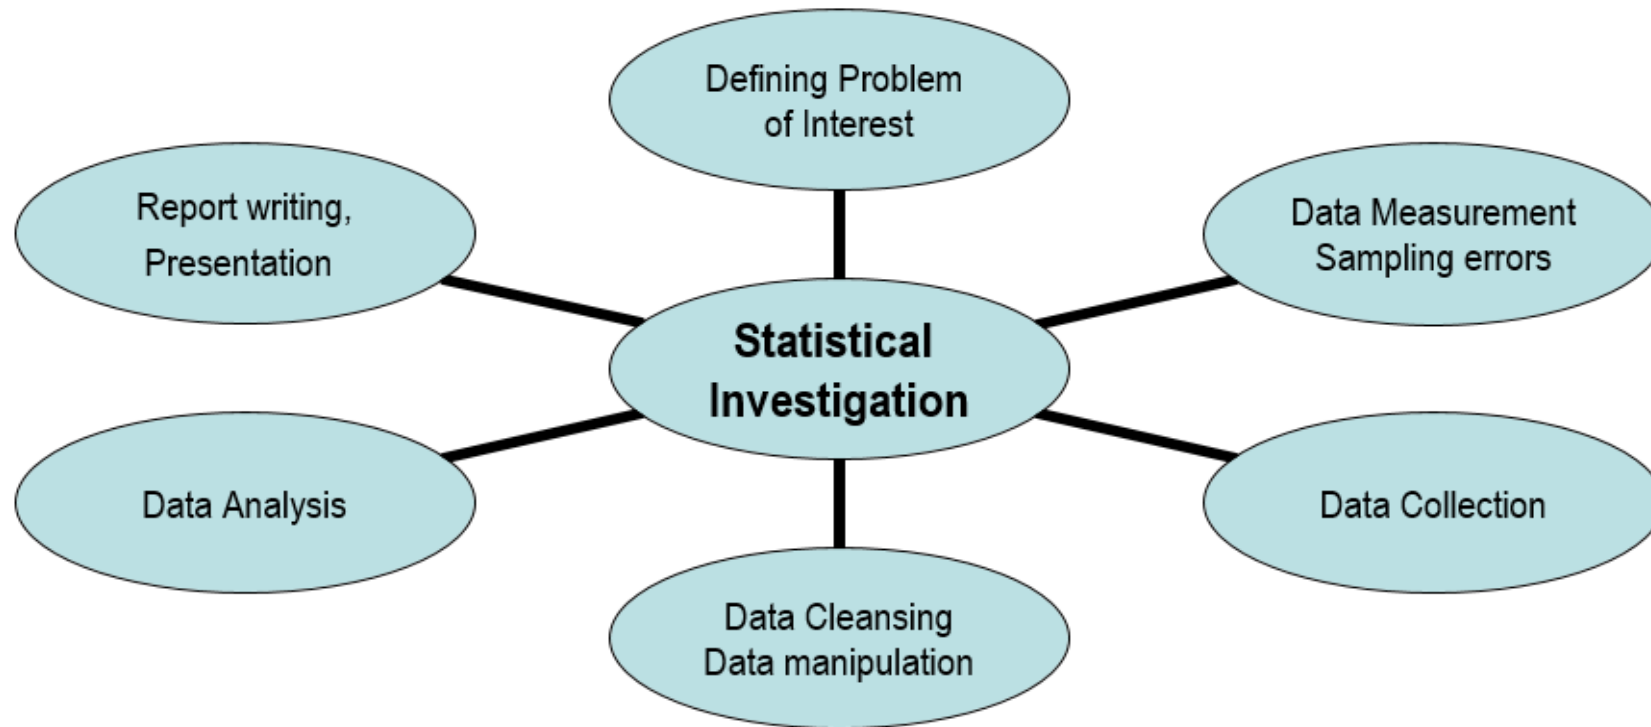 Defining Problem
of Interest
Report writing,
Presentation
Data Measurement
Sampling errors
Statistical
Investigation
Data Analysis
Data Collection
Data Cleansing
Data manipulation